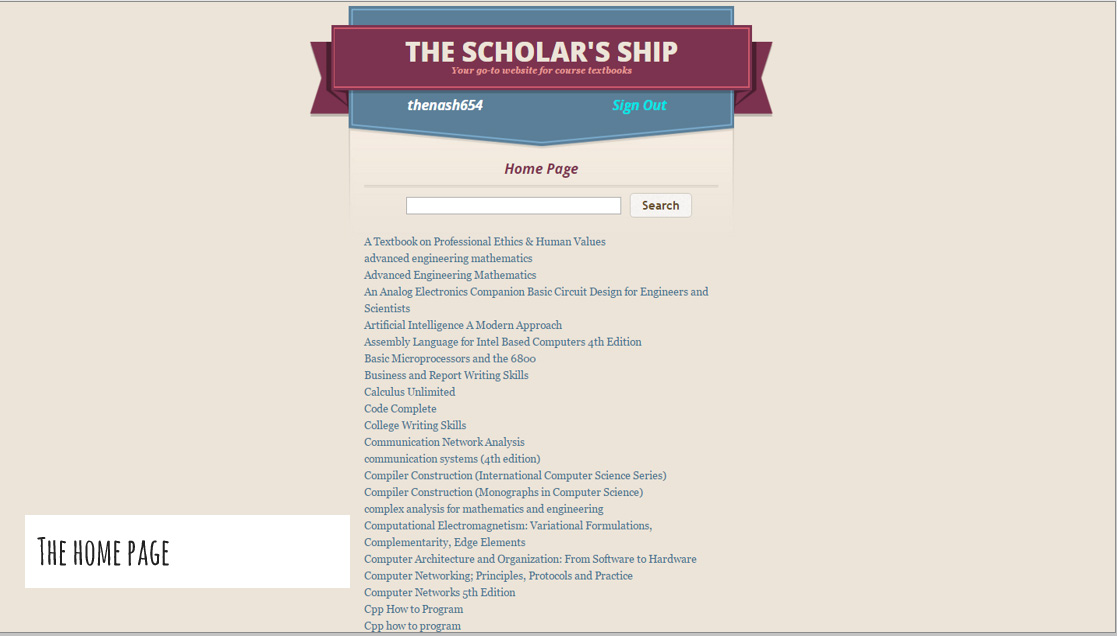 THE SCHOLAR'S SHIP
Your go-to website for course textbooks
thenash654 Sign Out
Home Page
Search
A Textbook on Professional Ethics & Human Values
advanced engineering mathematics
Advanced Engineering Mathematics
An Analog Electronics Companion Basic Circuit Design for Engineers and
Scientists
Artificial Intelligence A Modern Approach
Assembly Language for Intel Based Computers 4th Edition
Basic Microprocessors and the 6800
Business and Report Writing Skills
Calculus Unlimited
Code Complete
College Writing Skills
Communication Network Analysis
communication systems (4th edition)
Compiler Construction (International Computer Science Series)
Compiler Construction (Monographs in Computer Science)
complex analysis for mathematics and engineering
Computational Electromagnetism: Variational Formulations,
Complementarity, Edge Elements
Computer Architecture and Organization: From Software to Hardware
Computer Networking; Principles, Protocols and Practice
Computer Networks 5th Edition
Cpp How to Program
Cpp how to program
The home page